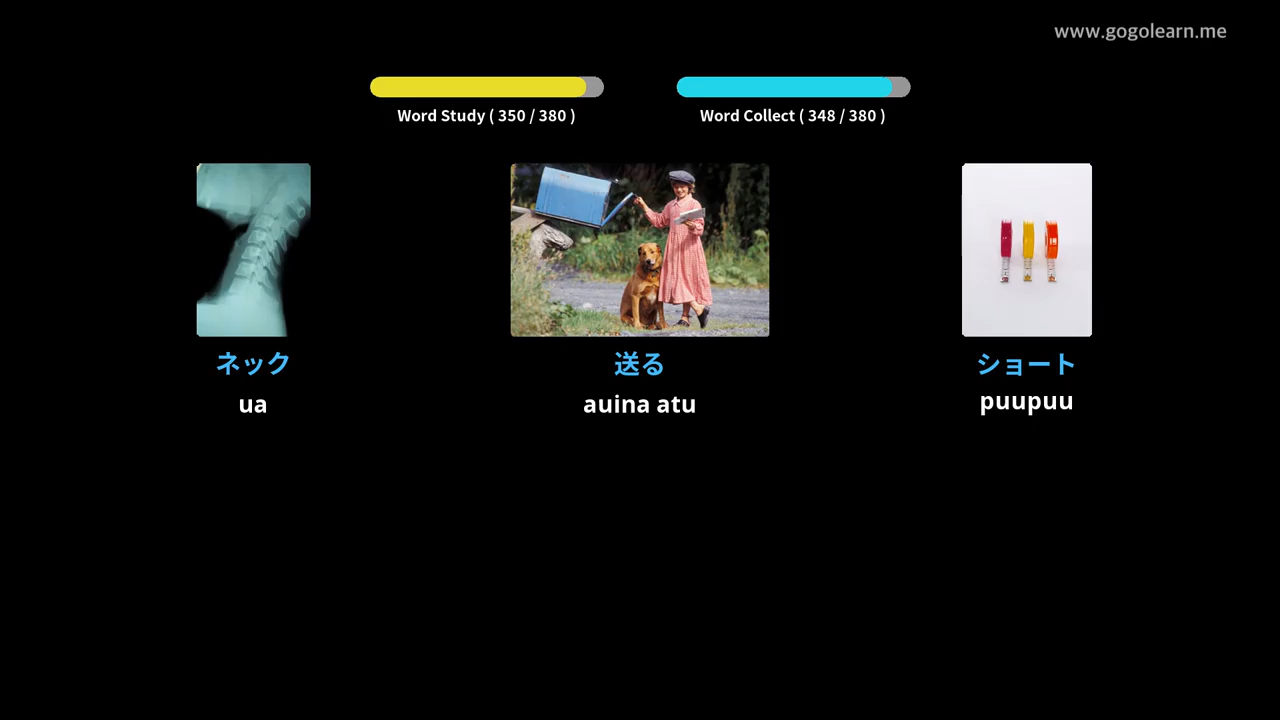 www.gogolearn.me
Word Study ( 350 / 380 )
Word Collect ( 348 / 380 )
ネック
送る
ショート
ua
auina atu
puupuu